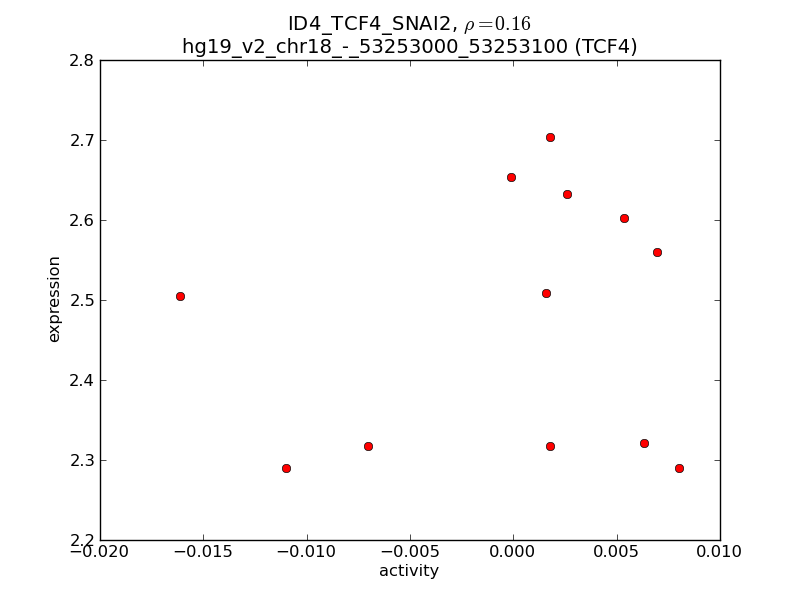 ID4_TCF4_SNAI2, ρ = 0.16
hg19_v2_chr18_-_53253000_53253100 (TCF4)
2.8
2.7
2.6
2.5
2.4
2.3
2.2
expression
−0.020 −0.015 −0.010 −0.005 0.000 0.005 0.010
activity